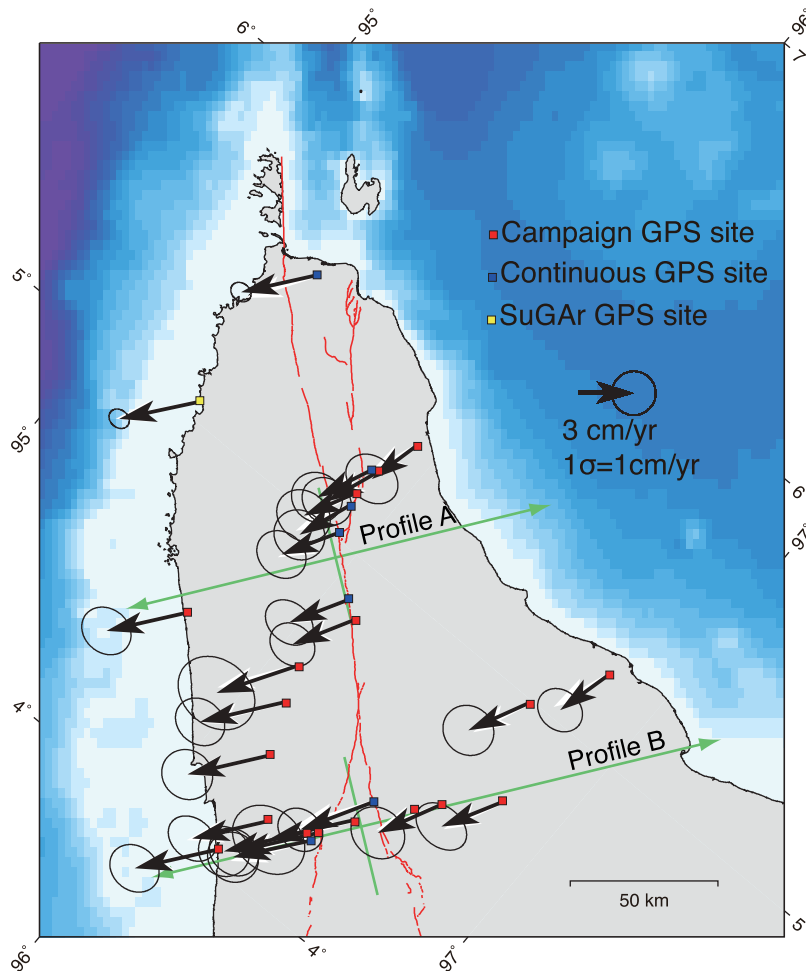 6°
95°
96°
7°
Campaign GPS site
Continuous GPS site
SuGAr GPS site
5°
3 cm/yr
1σ=1cm/yr
95°
6°
Profile A
97°
4°
Profile B
50 km
5°
96°
4°
97°